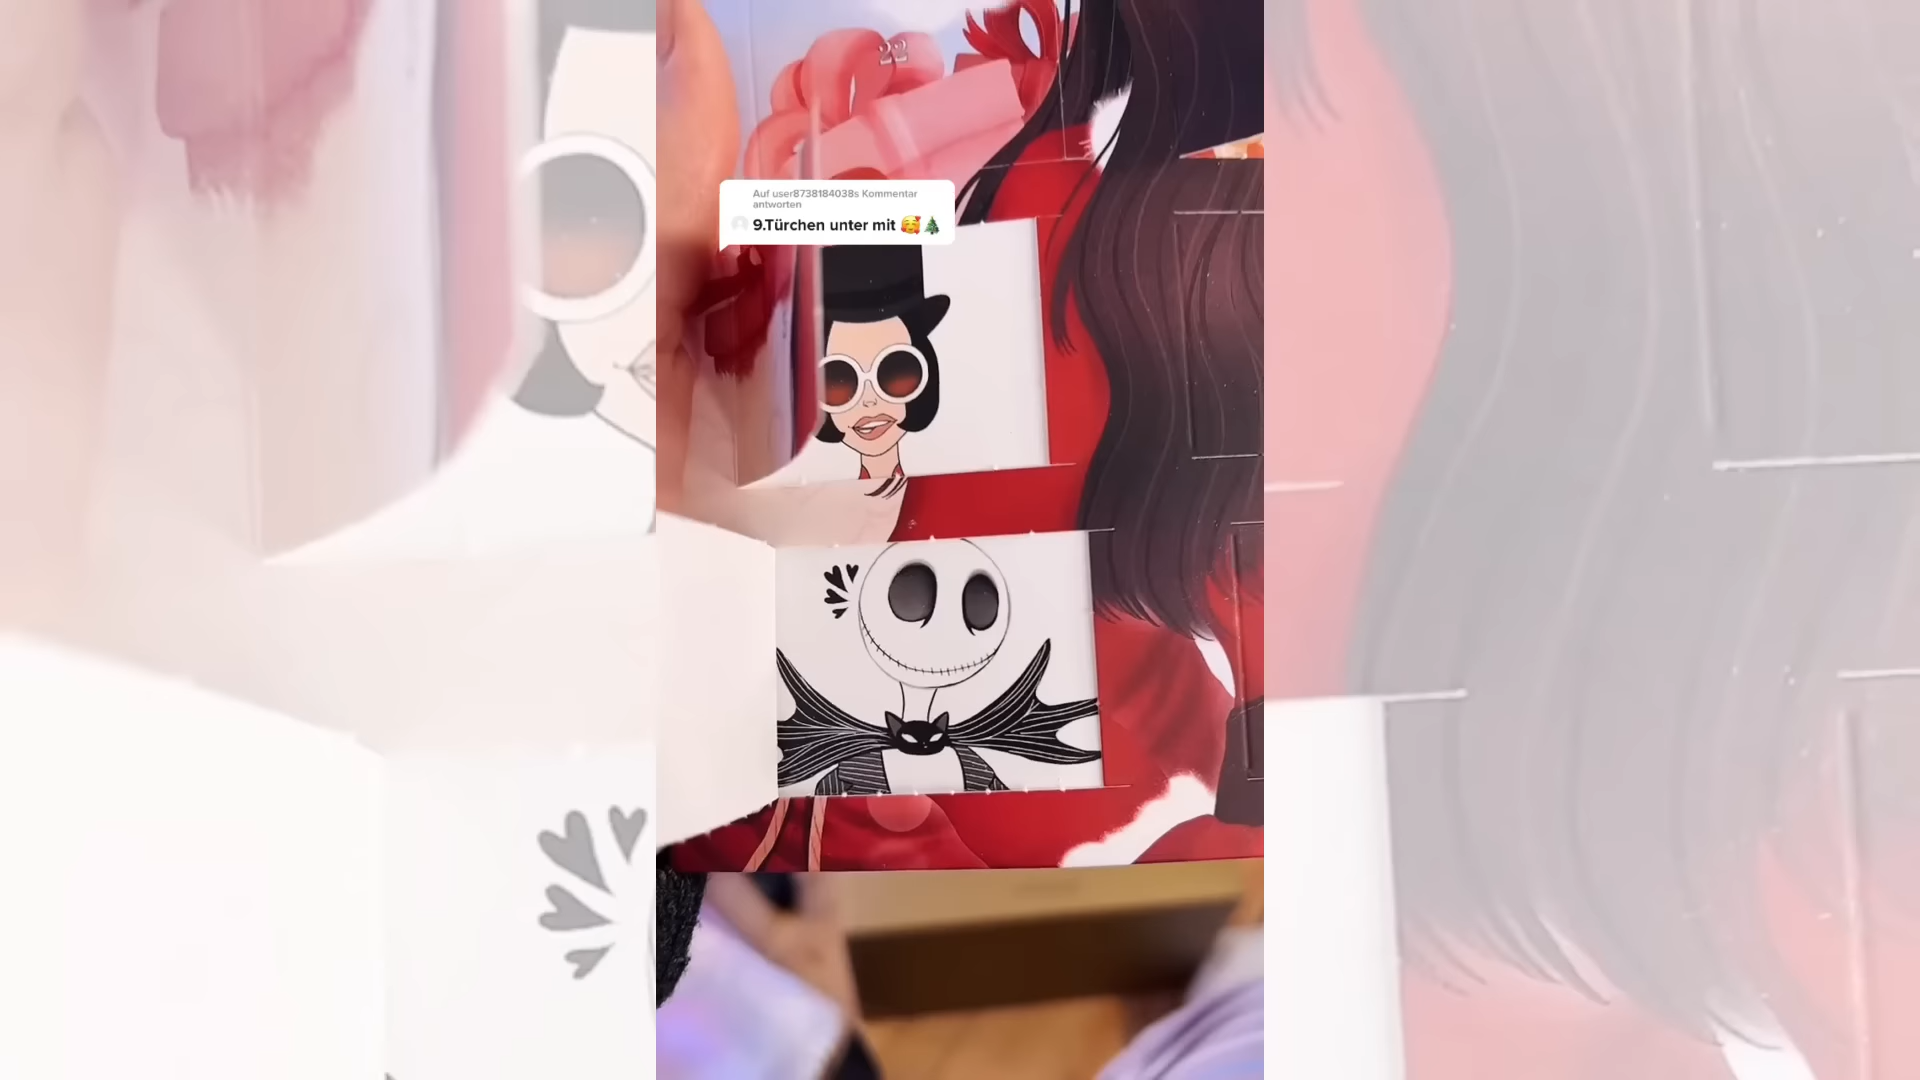 22
Auf user8738184038s Kommentar
antworten
9.Türchen unter mit 🥰🎄